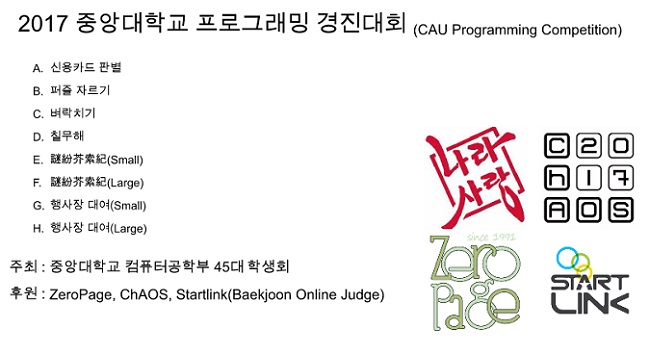 2017 중앙대학교 프로그래밍 경진대회 (CAU Programming Competition)
A. 신용카드 판별
B. 퍼즐 자르기
C. 벼락치기
D. 칠무해
E. 謎紛芥索紀(Small)
F. 謎紛芥索紀(Large)
G. 행사장 대여(Small)
H. 행사장 대여(Large)
주최 : 중앙대학교 컴퓨터공학부 45대 학생회
후원 : ZeroPage, ChAOS, Startlink(Baekjoon Online Judge)
나라
사랑
C20
h17
AOS
since 1991
Zero
Page
START
LINK